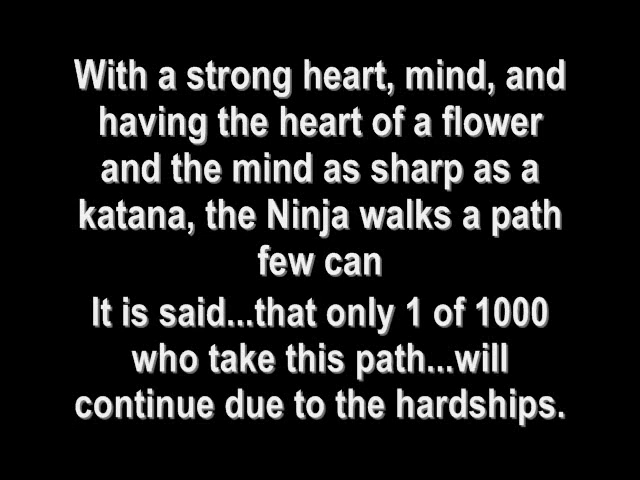 With a strong heart, mind, and
having the heart of a flower
and the mind as sharp as a
katana, the Ninja walks a path
few can
It is said...that only 1 of 1000
who take this path...will
continue due to the hardships.